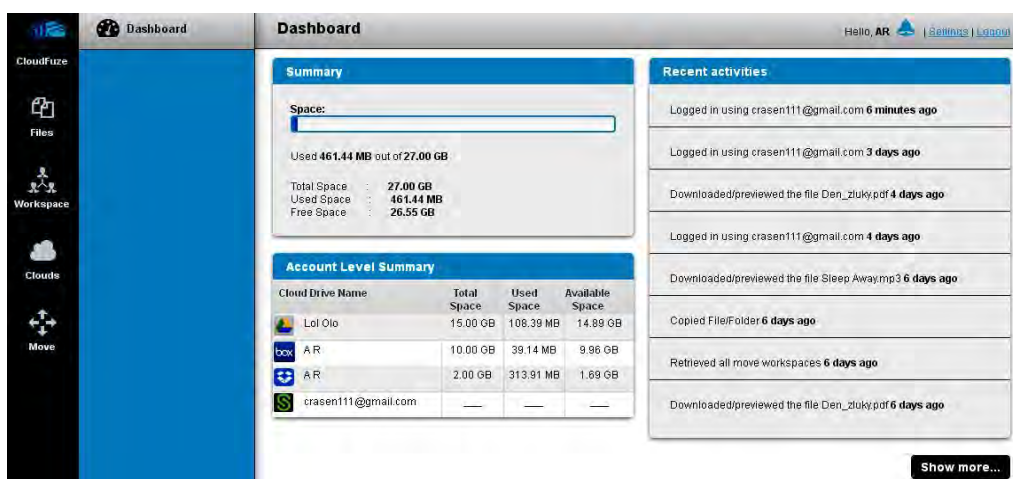 CloudFuze
Files
Workspace
Clouds
Move
Dashboard
Dashboard
Hello, AR | Settings | Logout
Summary
Space:
Used 461.44 MB out of 27.00 GB
Total Space : 27.00 GB
Used Space : 461.44 MB
Free Space : 26.55 GB
Account Level Summary
Cloud Drive Name Total Space Used Space Available Space
Lol Olo 15.00 GB 108.39 MB 14.89 GB
box A R 10.00 GB 39.14 MB 9.96 GB
A R 2.00 GB 313.91 MB 1.69 GB
S crasen111@gmail.com ___ ___ ___
Recent activities
Logged in using crasen111@gmail.com 6 minutes ago
Logged in using crasen111@gmail.com 3 days ago
Downloaded/previewed the file Den_zluky.pdf 4 days ago
Logged in using crasen111@gmail.com 4 days ago
Downloaded/previewed the file Sleep Away.mp3 6 days ago
Copied File/Folder 6 days ago
Retrieved all move workspaces 6 days ago
Downloaded/previewed the file Den_zluky.pdf 6 days ago
Show more...